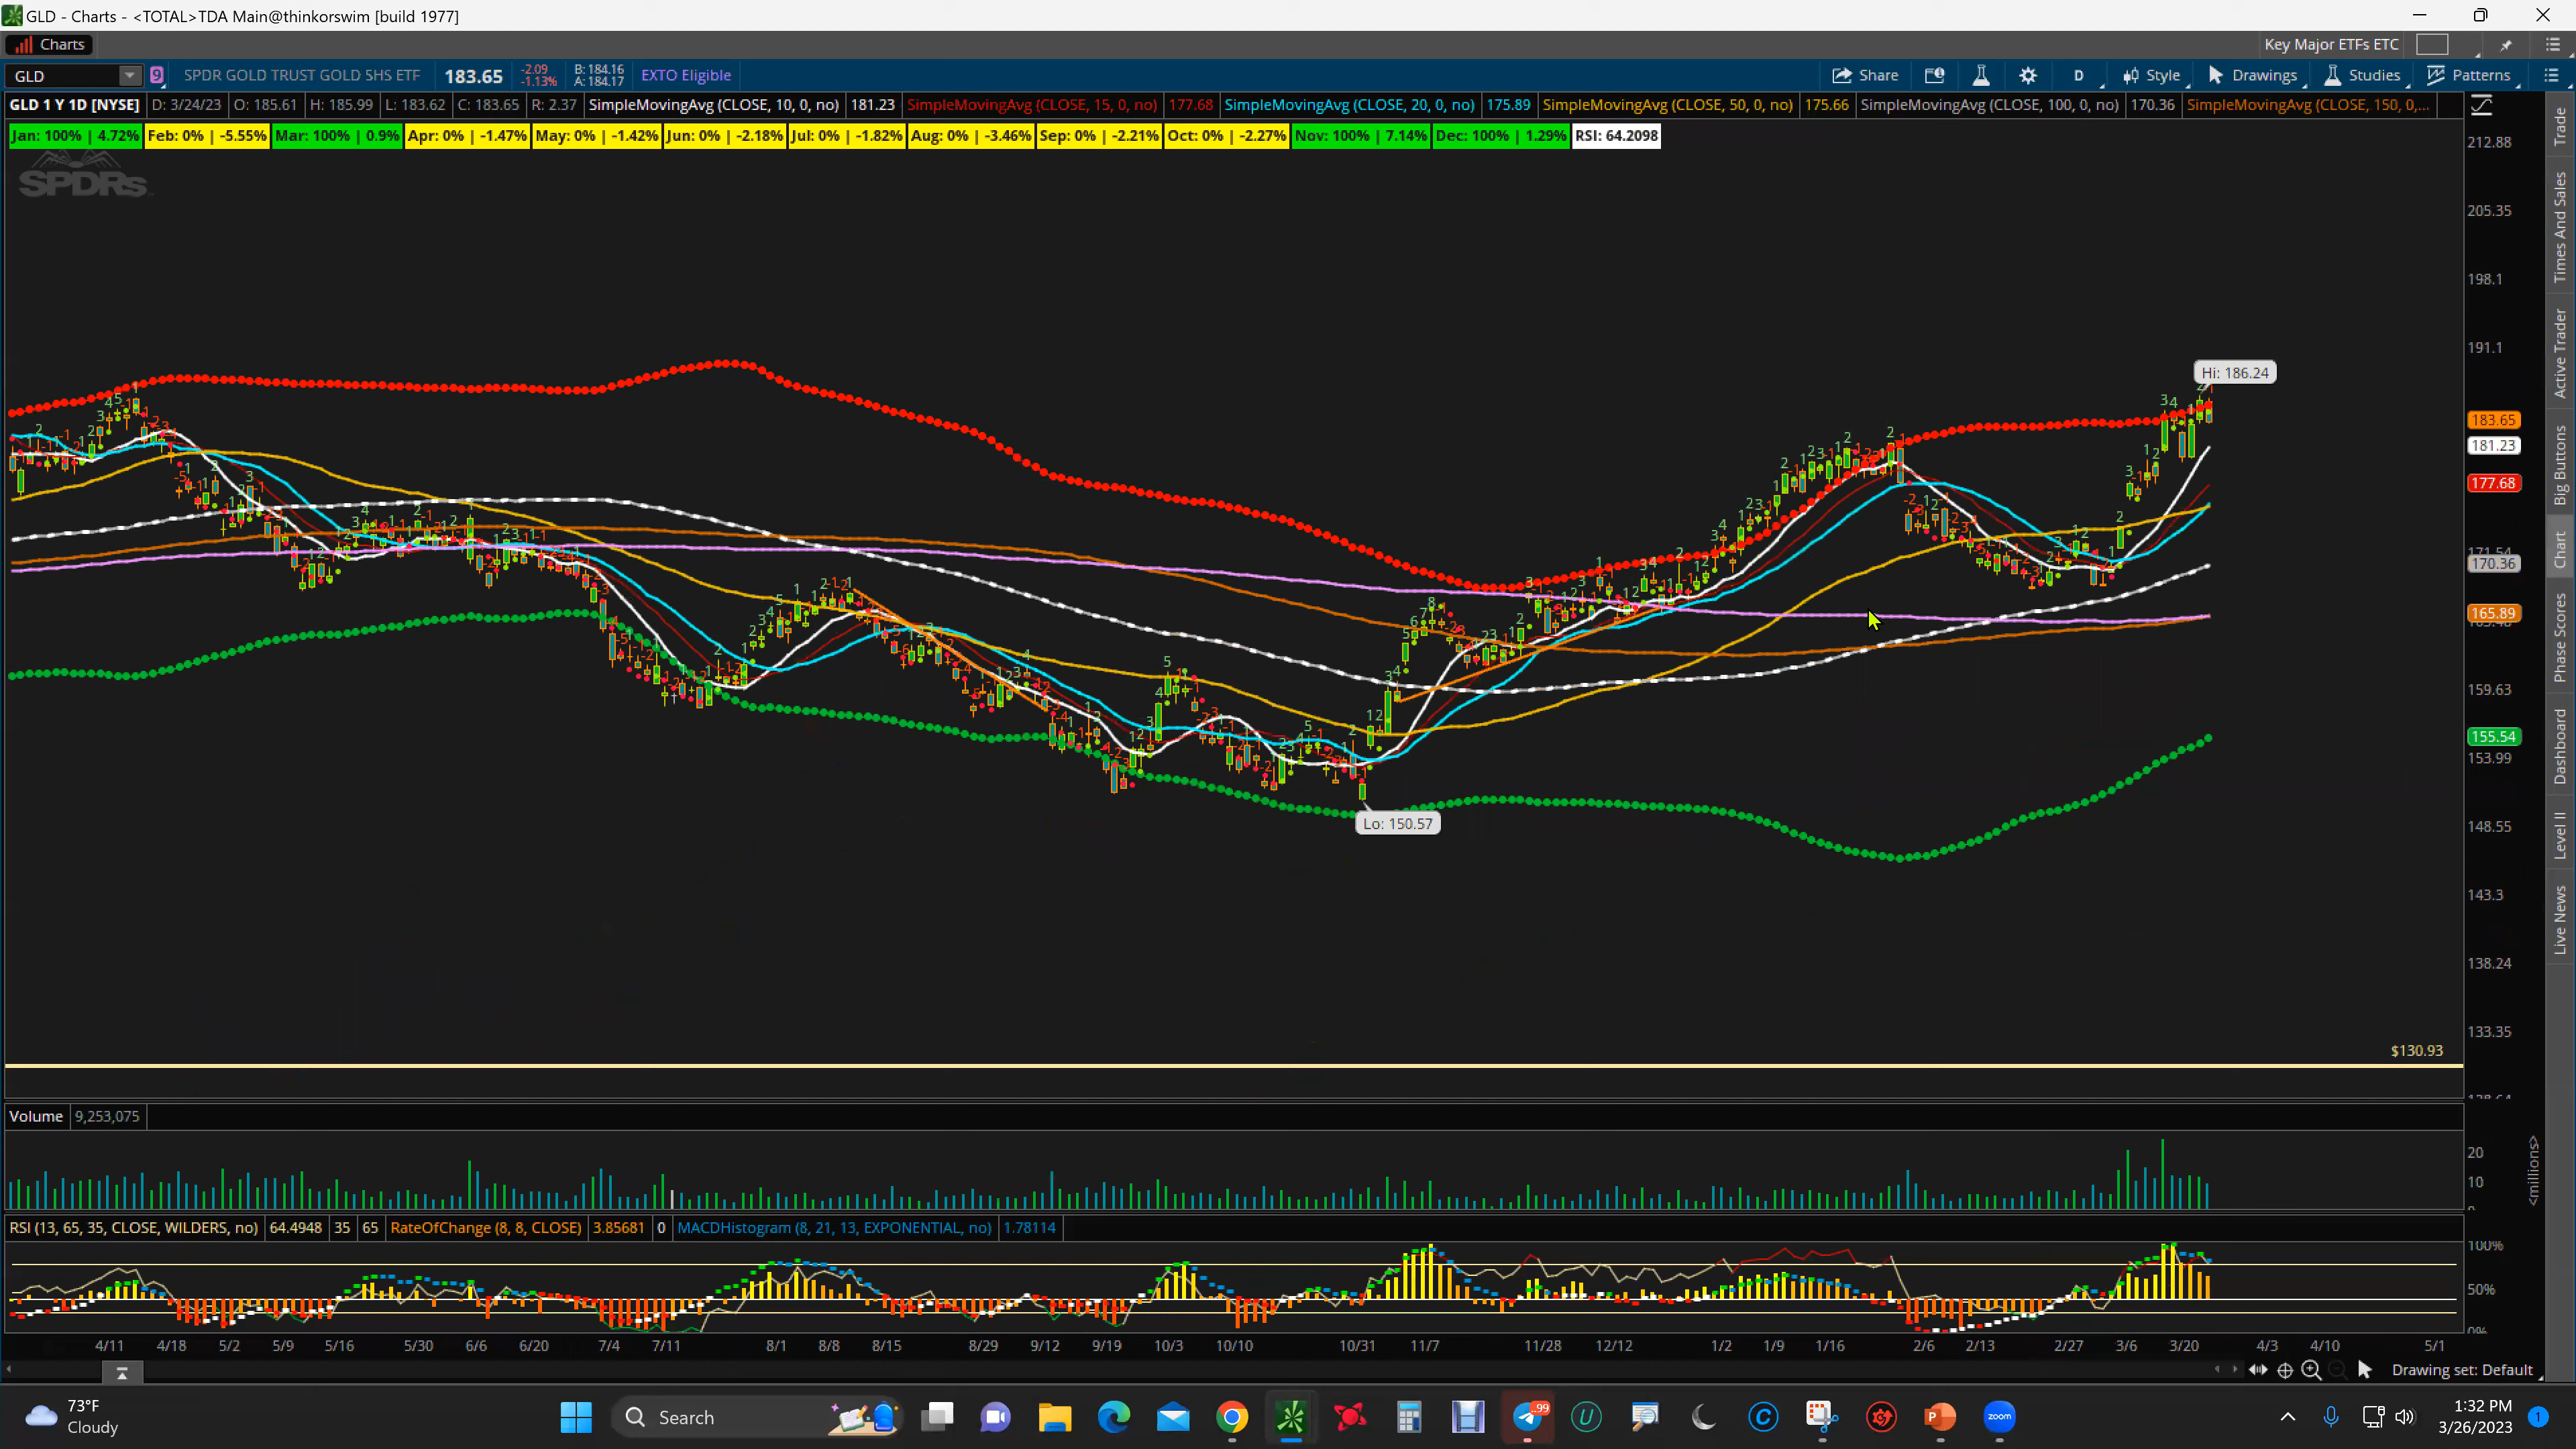 GLD - Charts - <TOTAL>TDA Main@thinkorswim [build 1977]
Charts Key Major ETFs ETC
GLD 9 SPDR GOLD TRUST GOLD SHS ETF 183.65 -2.09 -1.13% B: 184.16 A: 184.17 EXTO Eligible Share D Style Drawings Studies Patterns
GLD 1 Y 1D [NYSE] D: 3/24/23 O: 185.61 H: 185.99 L: 183.62 C: 183.65 R: 2.37 SimpleMovingAvg (CLOSE, 10, 0, no) 181.23 SimpleMovingAvg (CLOSE, 15, 0, no) 177.68 SimpleMovingAvg (CLOSE, 20, 0, no) 175.89 SimpleMovingAvg (CLOSE, 50, 0, no) 175.66 SimpleMovingAvg (CLOSE, 100, 0, no) 170.36 SimpleMovingAvg (CLOSE, 150, 0,...
Jan: 100% | 4.72% Feb: 0% | -5.55% Mar: 100% | 0.9% Apr: 0% | -1.47% May: 0% | -1.42% Jun: 0% | -2.18% Jul: 0% | -1.82% Aug: 0% | -3.46% Sep: 0% | -2.21% Oct: 0% | -2.27% Nov: 100% | 7.14% Dec: 100% | 1.29% RSI: 64.2098
SPDRs
212.88
205.35
198.1
191.1
Hi: 186.24
183.65
181.23
177.68
170.36
165.89
159.63
155.54
153.99
Lo: 150.57
148.55
143.3
138.24
133.35
$130.93
Volume 9,253,075
20
10
<millions>
RSI (13, 65, 35, CLOSE, WILDERS, no) 64.4948 35 65 RateOfChange (8, 8, CLOSE) 3.85681 0 MACDHistogram (8, 21, 13, EXPONENTIAL, no) 1.78114
100%
50%
0%
4/11 4/18 5/2 5/9 5/16 5/30 6/6 6/20 7/4 7/11 8/1 8/8 8/15 8/29 9/12 9/19 10/3 10/10 10/31 11/7 11/28 12/12 1/2 1/9 1/16 2/6 2/13 2/27 3/6 3/20 4/3 4/10 5/1
Drawing set: Default
Trade
Times And Sales
Active Trader
Big Buttons
Chart
Phase Scores
Dashboard
Level II
Live News
73°F
Cloudy
Search
99
zoom
1:32 PM
3/26/2023
1